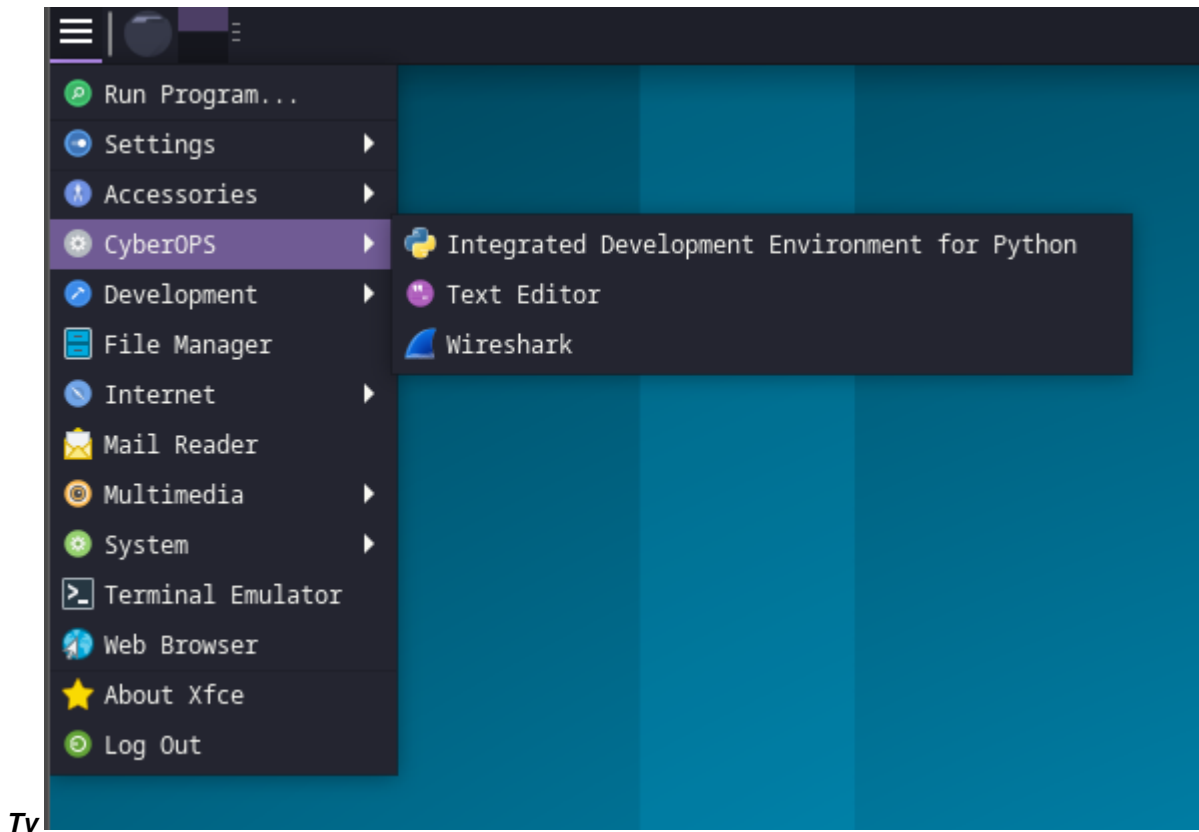 Run Program...
Settings
Accessories
CyberOPS
Development
File Manager
Internet
Mail Reader
Multimedia
System
Terminal Emulator
Web Browser
About Xfce
Log Out
Integrated Development Environment for Python
Text Editor
Wireshark
Ty